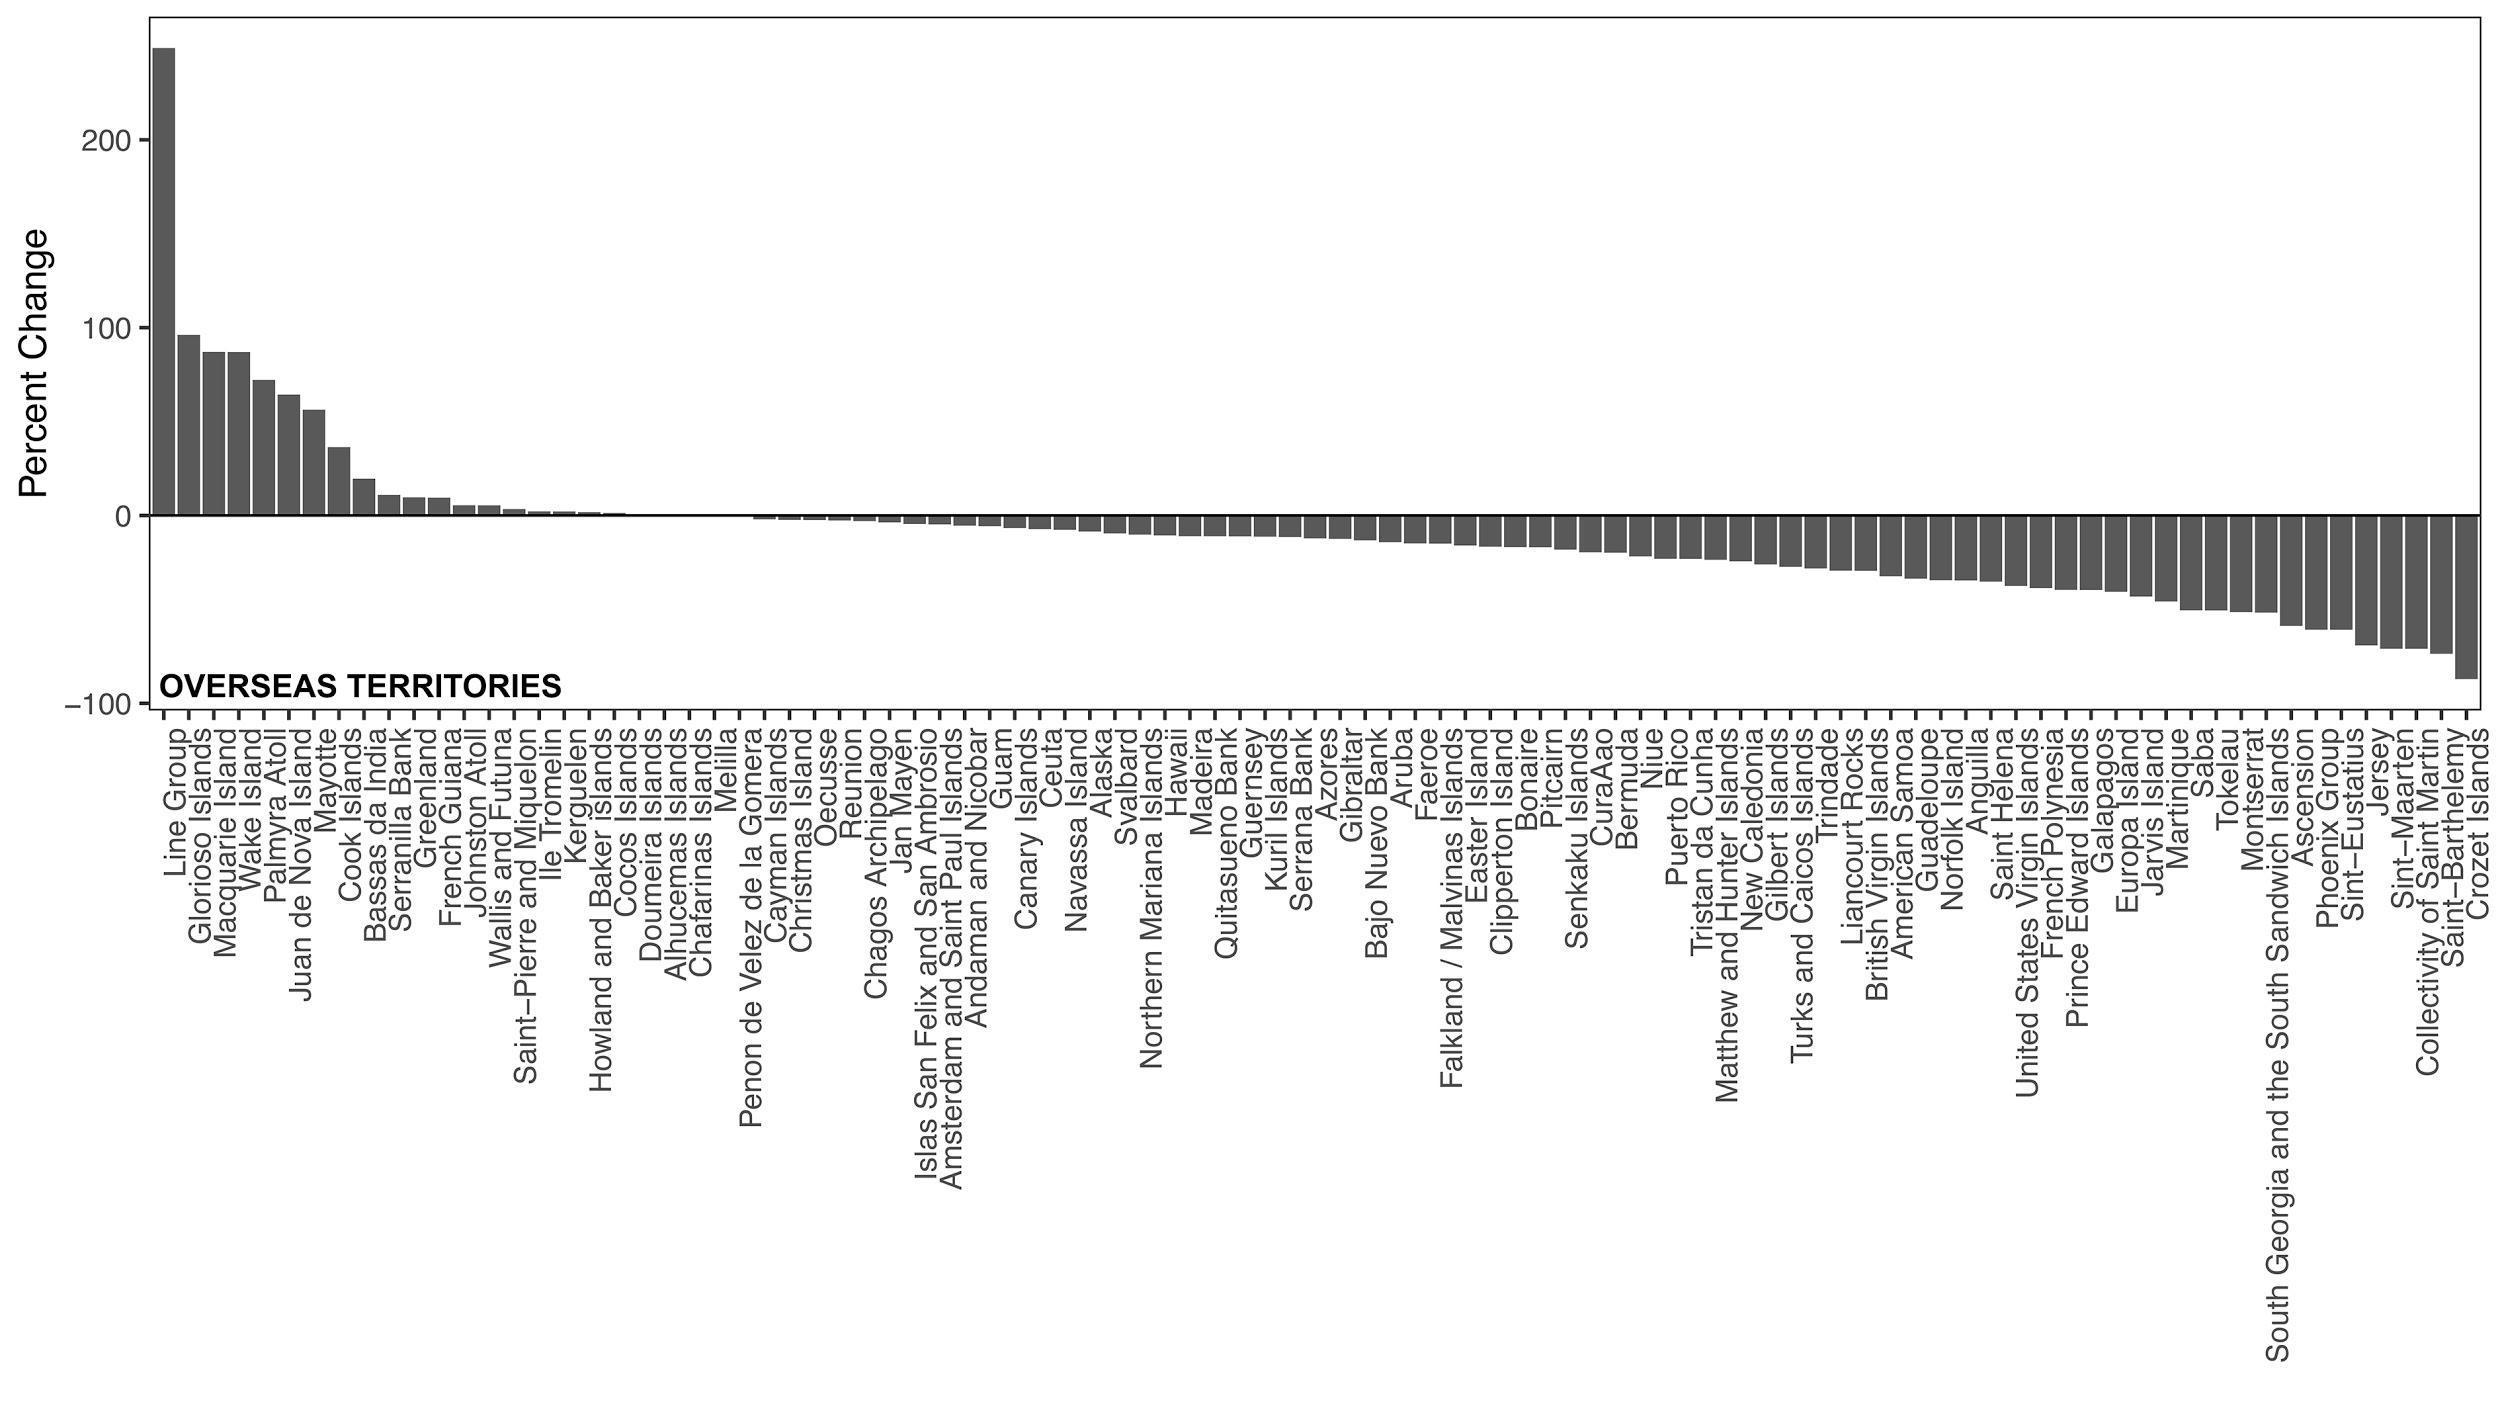 Percent Change
200
100
0
−100
OVERSEAS TERRITORIES
Line Group
Glorioso Islands
Macquarie Island
Wake Island
Palmyra Atoll
Juan de Nova Island
Mayotte
Cook Islands
Bassas da India
Serranilla Bank
Greenland
French Guiana
Johnston Atoll
Wallis and Futuna
Saint−Pierre and Miquelon
Ile Tromelin
Kerguelen
Howland and Baker islands
Cocos Islands
Doumeira Islands
Alhucemas Islands
Chafarinas Islands
Melilla
Penon de Velez de la Gomera
Cayman Islands
Christmas Island
Oecusse
Reunion
Chagos Archipelago
Jan Mayen
Islas San Felix and San Ambrosio
Amsterdam and Saint Paul Islands
Andaman and Nicobar
Guam
Canary Islands
Ceuta
Navassa Island
Alaska
Svalbard
Northern Mariana Islands
Hawaii
Madeira
Quitasueno Bank
Guernsey
Kuril Islands
Serrana Bank
Azores
Gibraltar
Bajo Nuevo Bank
Aruba
Faeroe
Falkland / Malvinas Islands
Easter Island
Clipperton Island
Bonaire
Pitcairn
Senkaku Islands
CuraAao
Bermuda
Niue
Puerto Rico
Tristan da Cunha
Matthew and Hunter Islands
New Caledonia
Gilbert Islands
Turks and Caicos Islands
Trindade
Liancourt Rocks
British Virgin Islands
American Samoa
Guadeloupe
Norfolk Island
Anguilla
Saint Helena
United States Virgin Islands
French Polynesia
Prince Edward Islands
Galapagos
Europa Island
Jarvis Island
Martinique
Saba
Tokelau
Montserrat
South Georgia and the South Sandwich Islands
Ascension
Phoenix Group
Sint−Eustatius
Jersey
Sint−Maarten
Collectivity of Saint Martin
Saint−Barthelemy
Crozet Islands